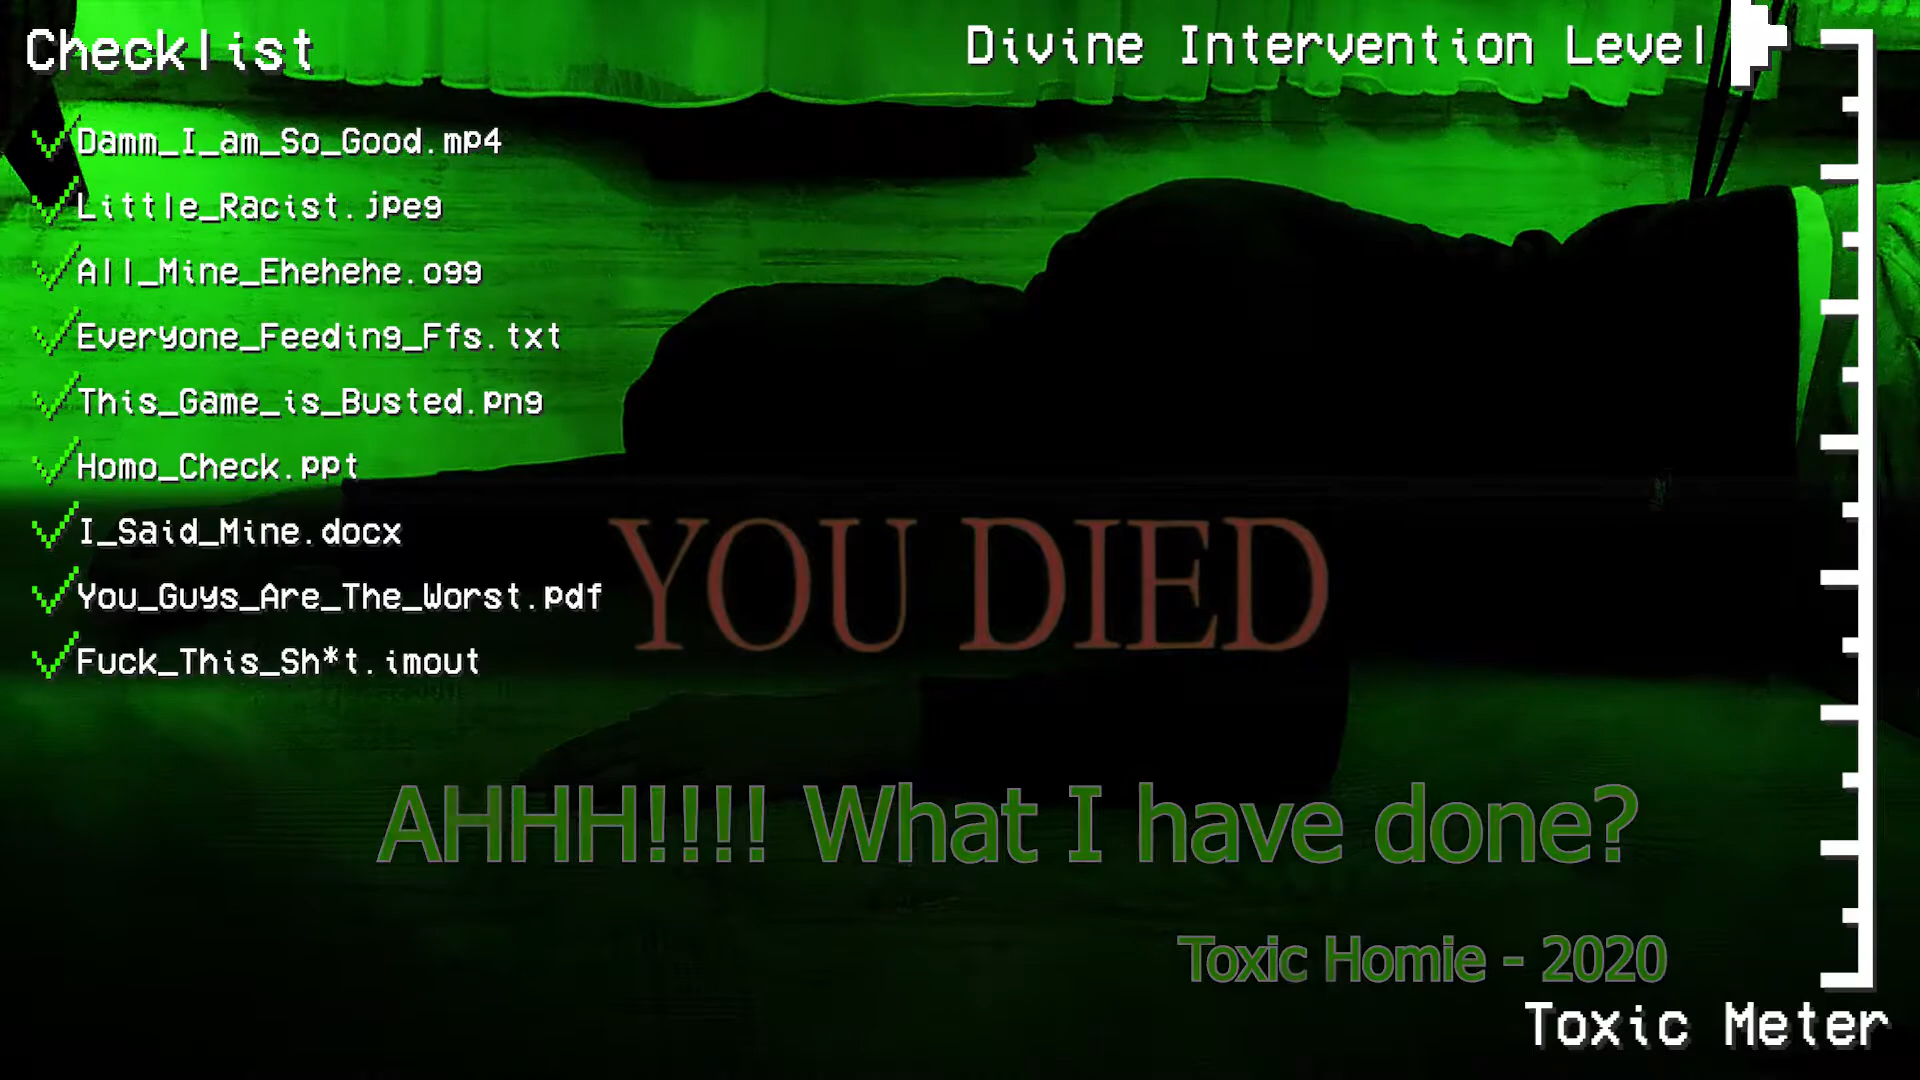 Checklist
Divine Intervention Level
Damm_I_am_So_Good.mp4
Little_Racist.jpeg
All_Mine_Ehehehe.ogg
Everyone_Feeding_Ffs.txt
This_Game_is_Busted.png
Homo_Check.ppt
I_Said_Mine.docx
You_Guys_Are_The_Worst.pdf
Fuck_This_Sh*t.imout
YOU DIED
AHHH!!!! What I have done?
Toxic Homie - 2020
Toxic Meter